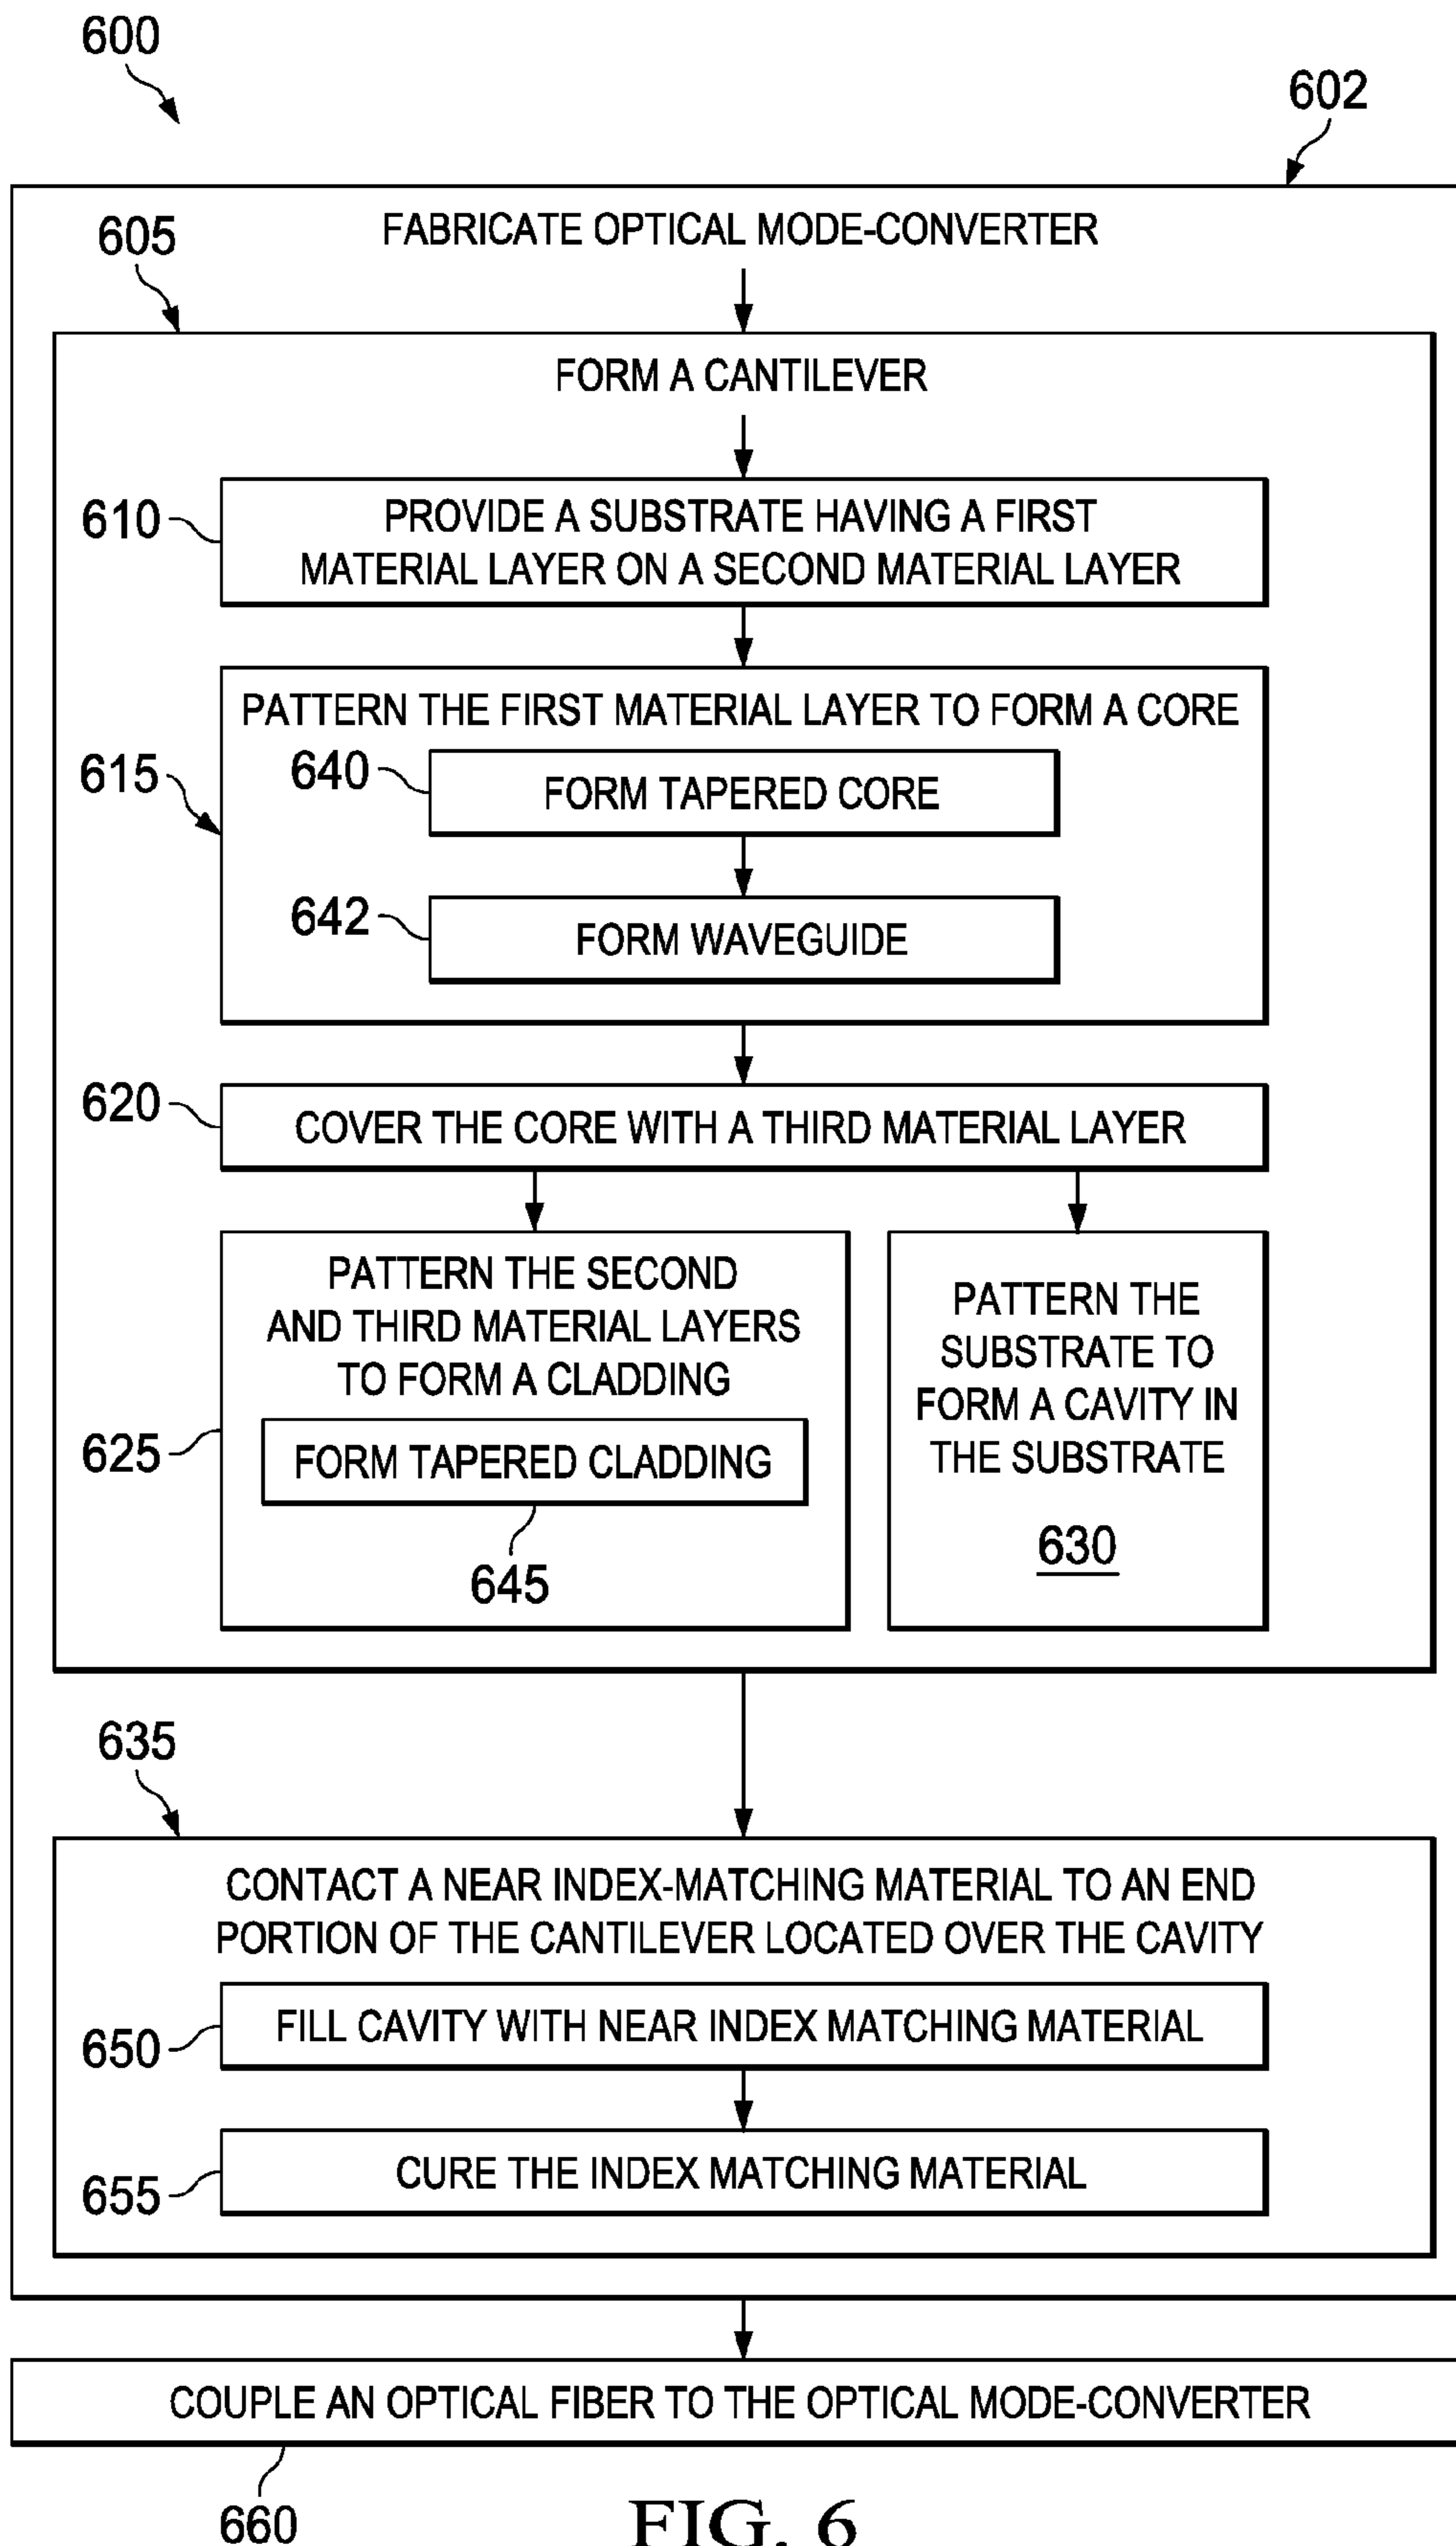 600
602
605
FABRICATE OPTICAL MODE-CONVERTER
FORM A CANTILEVER
610
PROVIDE A SUBSTRATE HAVING A FIRST
MATERIAL LAYER ON A SECOND MATERIAL LAYER
PATTERN THE FIRST MATERIAL LAYER TO FORM A CORE
615
640
FORM TAPERED CORE
642
FORM WAVEGUIDE
620
COVER THE CORE WITH A THIRD MATERIAL LAYER
PATTERN THE SECOND
AND THIRD MATERIAL LAYERS
TO FORM A CLADDING
625
FORM TAPERED CLADDING
645
PATTERN THE
SUBSTRATE TO
FORM A CAVITY IN
THE SUBSTRATE
630
635
CONTACT A NEAR INDEX-MATCHING MATERIAL TO AN END
PORTION OF THE CANTILEVER LOCATED OVER THE CAVITY
650
FILL CAVITY WITH NEAR INDEX MATCHING MATERIAL
655
CURE THE INDEX MATCHING MATERIAL
COUPLE AN OPTICAL FIBER TO THE OPTICAL MODE-CONVERTER
660
FIG. 6